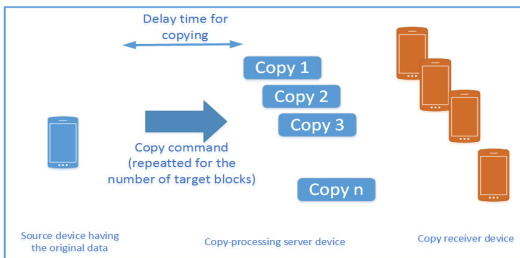 Delay time for
copying
Copy 1
Copy 2
Copy 3
Copy command
(repeatted for the
number of target blocks)
Copy n
Source device having
the original data
Copy-processing server device
Copy receiver device